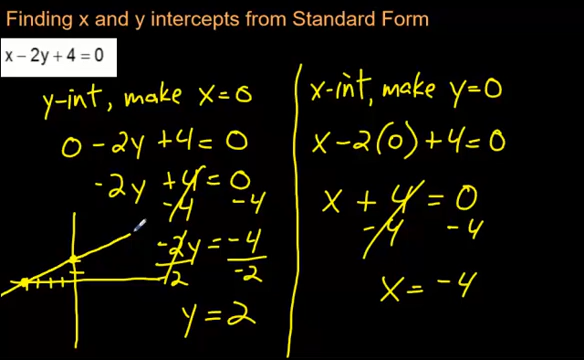 Finding x and y intercepts from Standard Form
x – 2y + 4 = 0
y-int, make x=0
0 - 2y + 4 = 0
-2y + 4 = 0
-4 -4
-2y = -4
-2 -2
y = 2
x-int, make y=0
x - 2(0) + 4 = 0
x + 4 = 0
-4 -4
x = -4